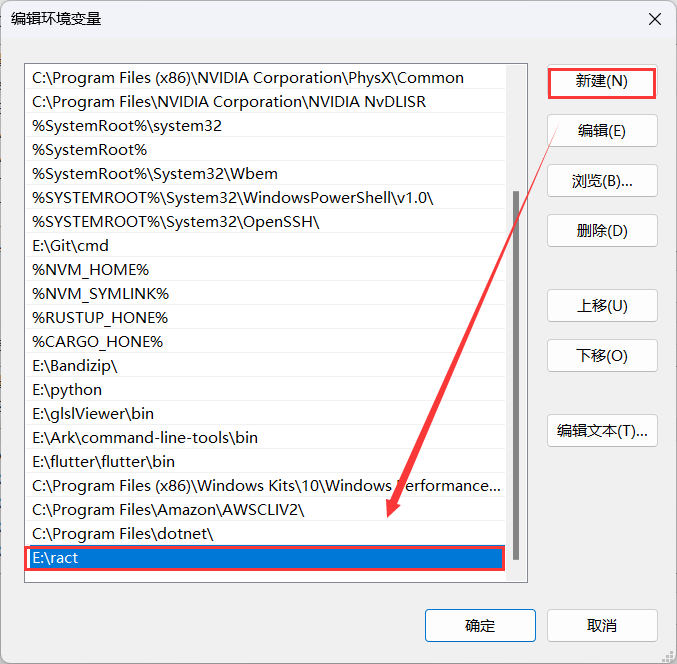 编辑环境变量
C:\Program Files (x86)\NVIDIA Corporation\PhysX\Common
C:\Program Files\NVIDIA Corporation\NVIDIA NvDLISR
%SystemRoot%\system32
%SystemRoot%
%SystemRoot%\System32\Wbem
%SYSTEMROOT%\System32\WindowsPowerShell\v1.0\
%SYSTEMROOT%\System32\OpenSSH\
E:\Git\cmd
%NVM_HOME%
%NVM_SYMLINK%
%RUSTUP_HONE%
%CARGO_HONE%
E:\Bandizip\
E:\python
E:\glslViewer\bin
E:\Ark\command-line-tools\bin
E:\flutter\flutter\bin
C:\Program Files (x86)\Windows Kits\10\Windows Performance...
C:\Program Files\Amazon\AWSCLIV2\
C:\Program Files\dotnet\
E:\ract
新建(N)
编辑(E)
浏览(B)...
删除(D)
上移(U)
下移(O)
编辑文本(T)...
确定
取消